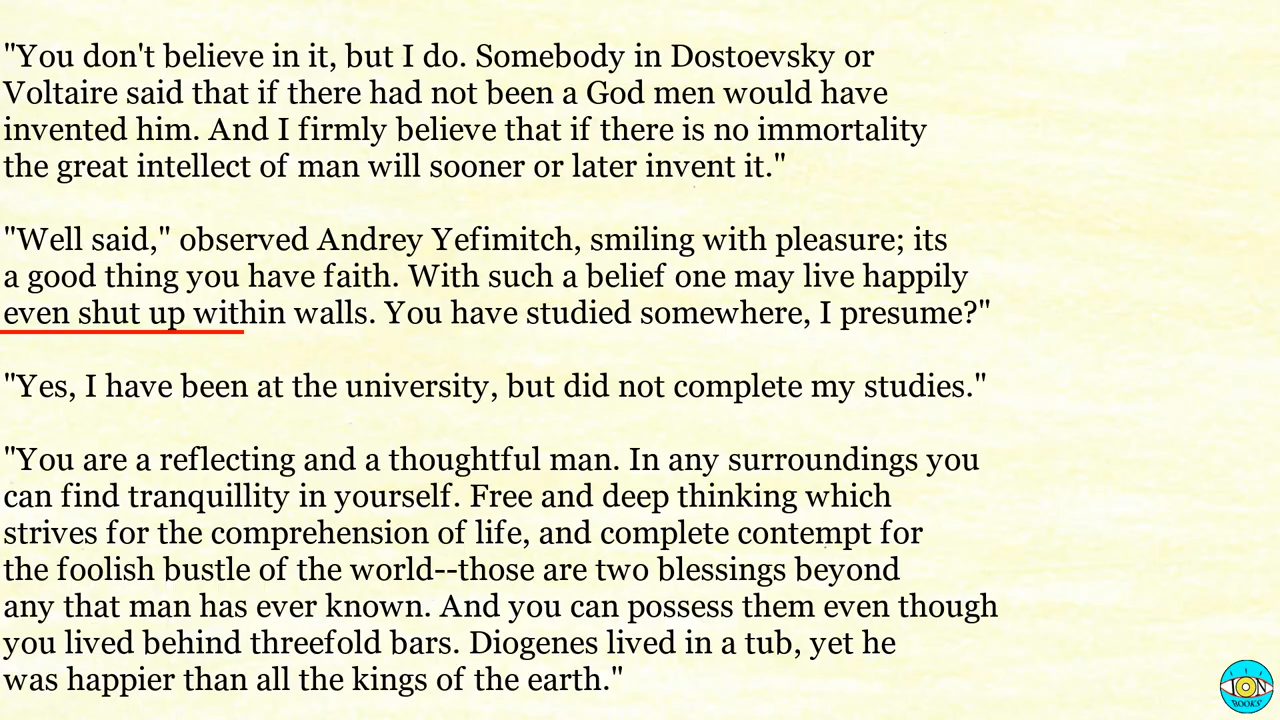 "You don't believe in it, but I do. Somebody in Dostoevsky or
Voltaire said that if there had not been a God men would have
invented him. And I firmly believe that if there is no immortality
the great intellect of man will sooner or later invent it."
"Well said," observed Andrey Yefimitch, smiling with pleasure; its
a good thing you have faith. With such a belief one may live happily
even shut up within walls. You have studied somewhere, I presume?"
"Yes, I have been at the university, but did not complete my studies."
"You are a reflecting and a thoughtful man. In any surroundings you
can find tranquillity in yourself. Free and deep thinking which
strives for the comprehension of life, and complete contempt for
the foolish bustle of the world--those are two blessings beyond
any that man has ever known. And you can possess them even though
you lived behind threefold bars. Diogenes lived in a tub, yet he
was happier than all the kings of the earth."
ION
BOOKS